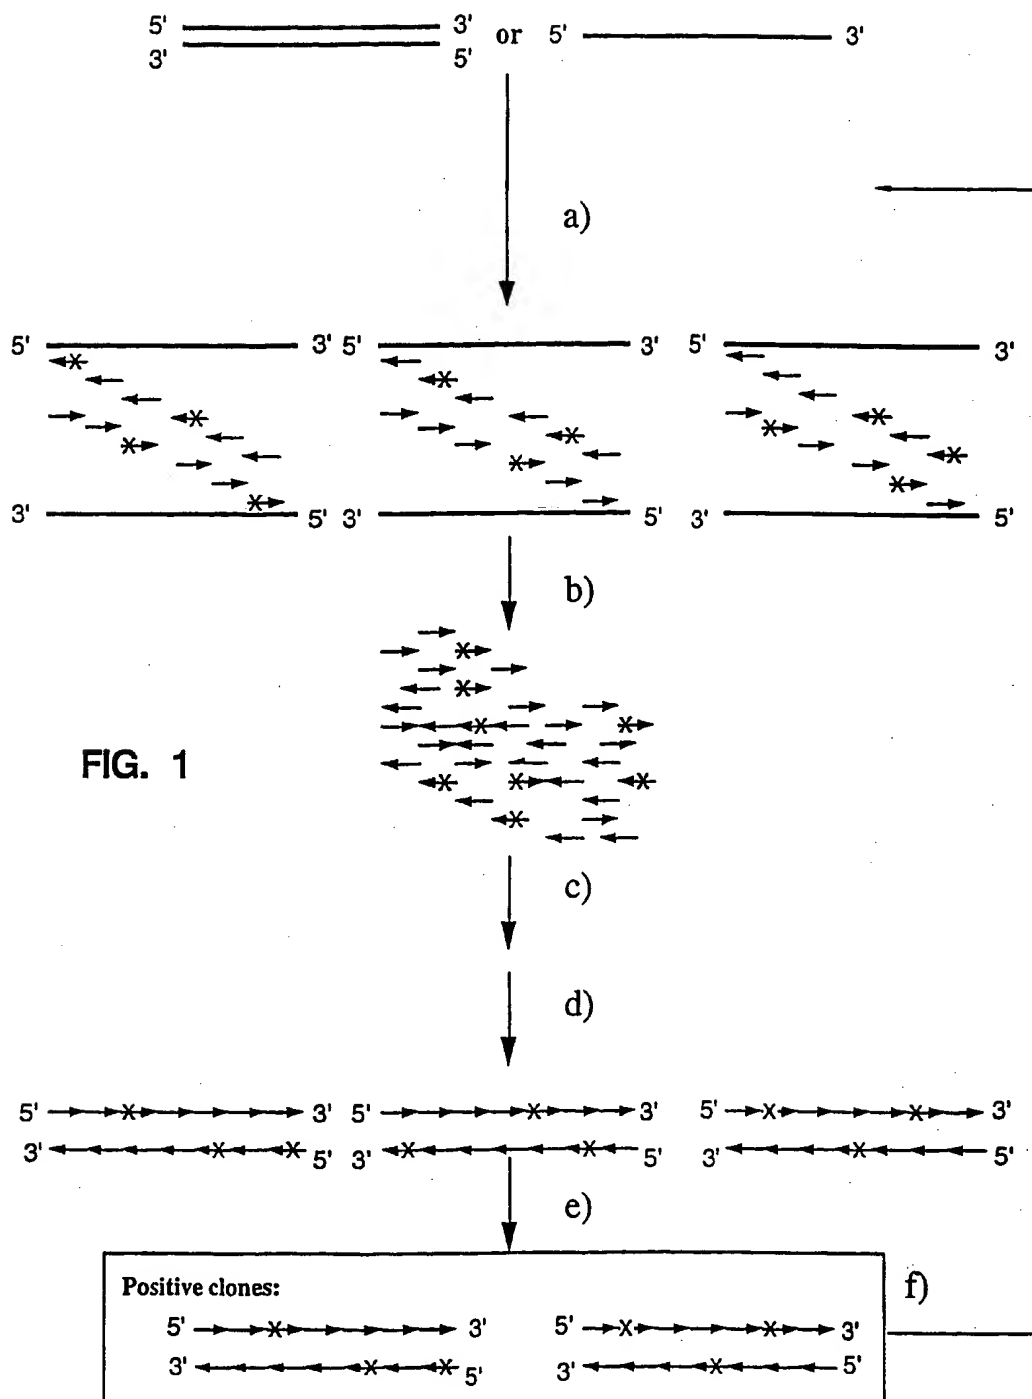 5' 3' or 5' 3'
3' 5'
a)
5' 3' 5' 3' 5' 3'
3' 5' 3' 5' 3' 5'
b)
FIG. 1
c)
d)
5' 3' 5' 3' 5' 3'
3' 5' 3' 5' 3' 5'
e)
Positive clones:
f)
5' 3' 5' 3'
3' 5' 3' 5'